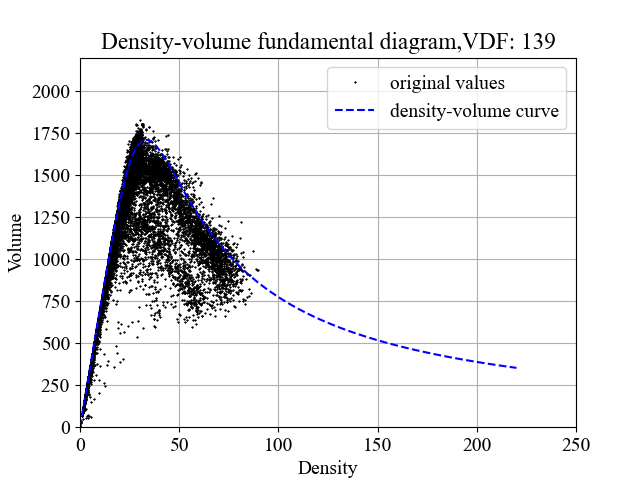 Density-volume fundamental diagram,VDF: 139
original values
density-volume curve
2000
1750
1500
1250
1000
750
500
250
0
Volume
0 50 100 150 200 250
Density